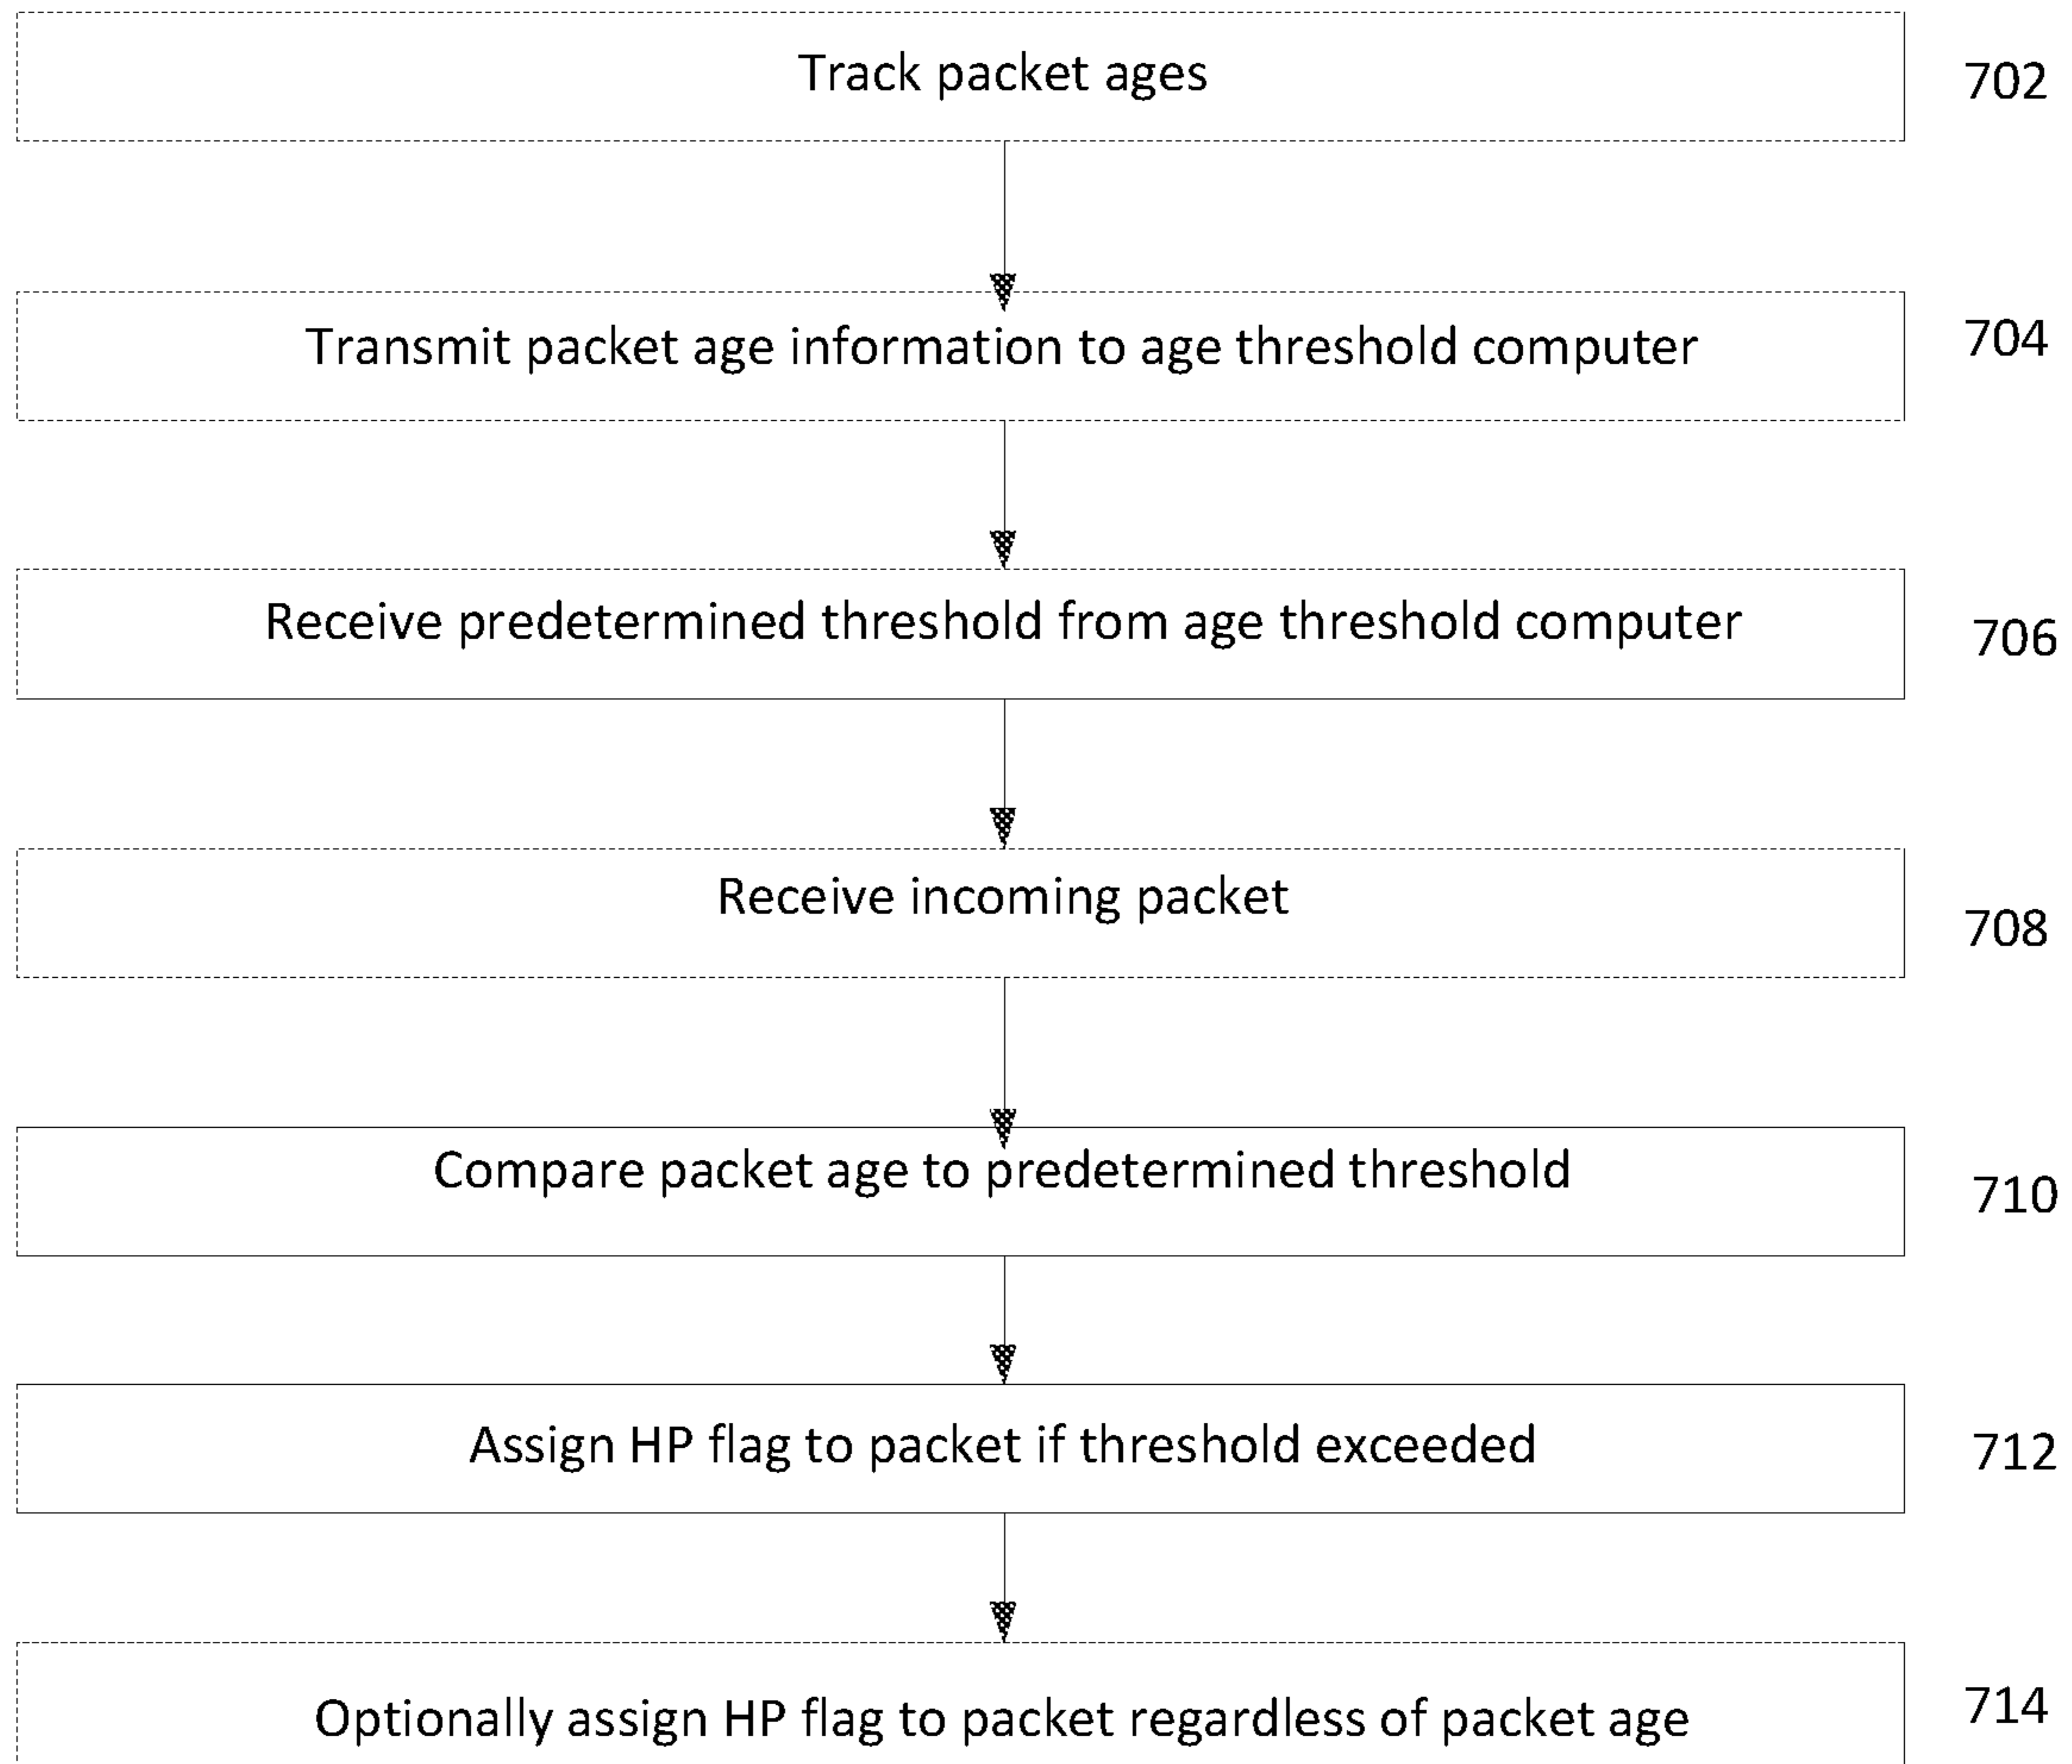 Track packet ages
702
Transmit packet age information to age threshold computer
704
Receive predetermined threshold from age threshold computer
706
Receive incoming packet
708
Compare packet age to predetermined threshold
710
Assign HP flag to packet if threshold exceeded
712
Optionally assign HP flag to packet regardless of packet age
714